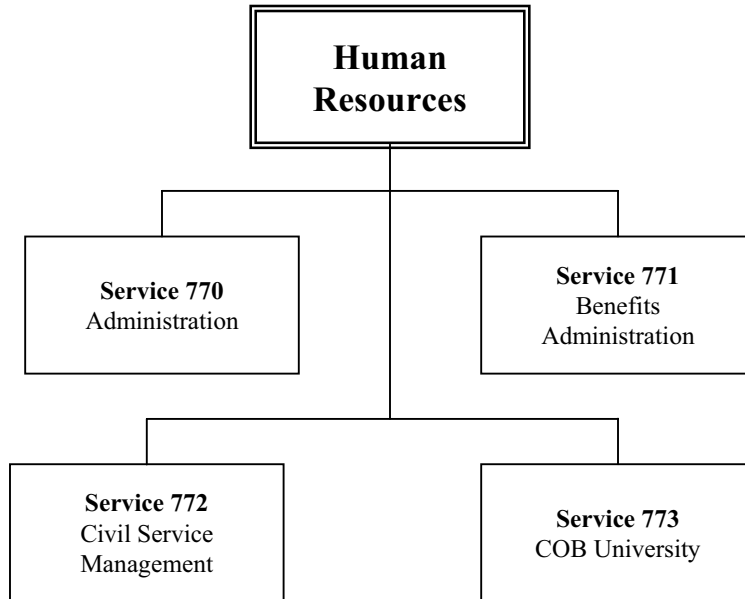 Human
Resources
Service 770
Administration
Service 771
Benefits
Administration
Service 772
Civil Service
Management
Service 773
COB University